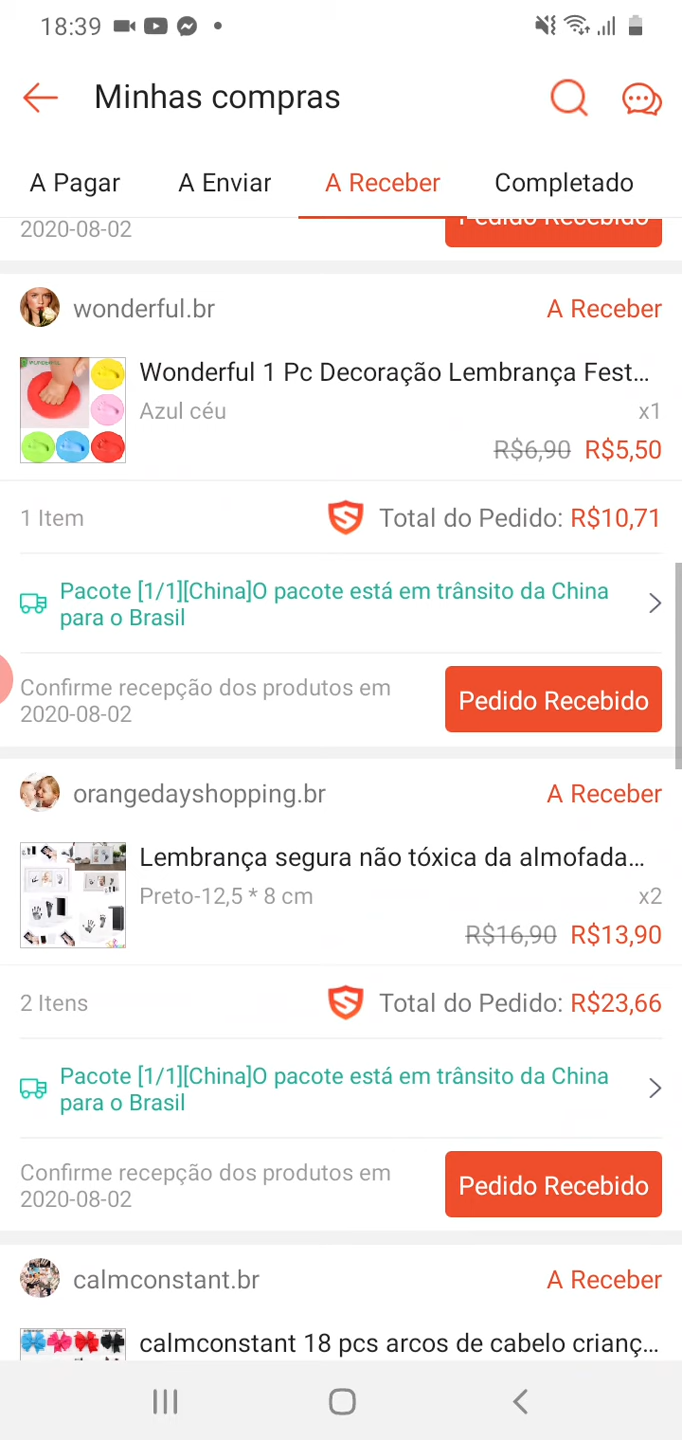 18:39
Minhas compras
A Pagar
A Enviar
A Receber
Completado
2020-08-02
Pedido Recebido
wonderful.br
A Receber
Wonderful 1 Pc Decoração Lembrança Fest...
Azul céu
x1
R$6,90 R$5,50
1 Item
Total do Pedido: R$10,71
Pacote [1/1][China]O pacote está em trânsito da China
para o Brasil
Confirme recepção dos produtos em
2020-08-02
Pedido Recebido
orangedayshopping.br
A Receber
Lembrança segura não tóxica da almofada...
Preto-12,5 * 8 cm
x2
R$16,90 R$13,90
2 Itens
Total do Pedido: R$23,66
Pacote [1/1][China]O pacote está em trânsito da China
para o Brasil
Confirme recepção dos produtos em
2020-08-02
Pedido Recebido
calmconstant.br
A Receber
calmconstant 18 pcs arcos de cabelo crianç...